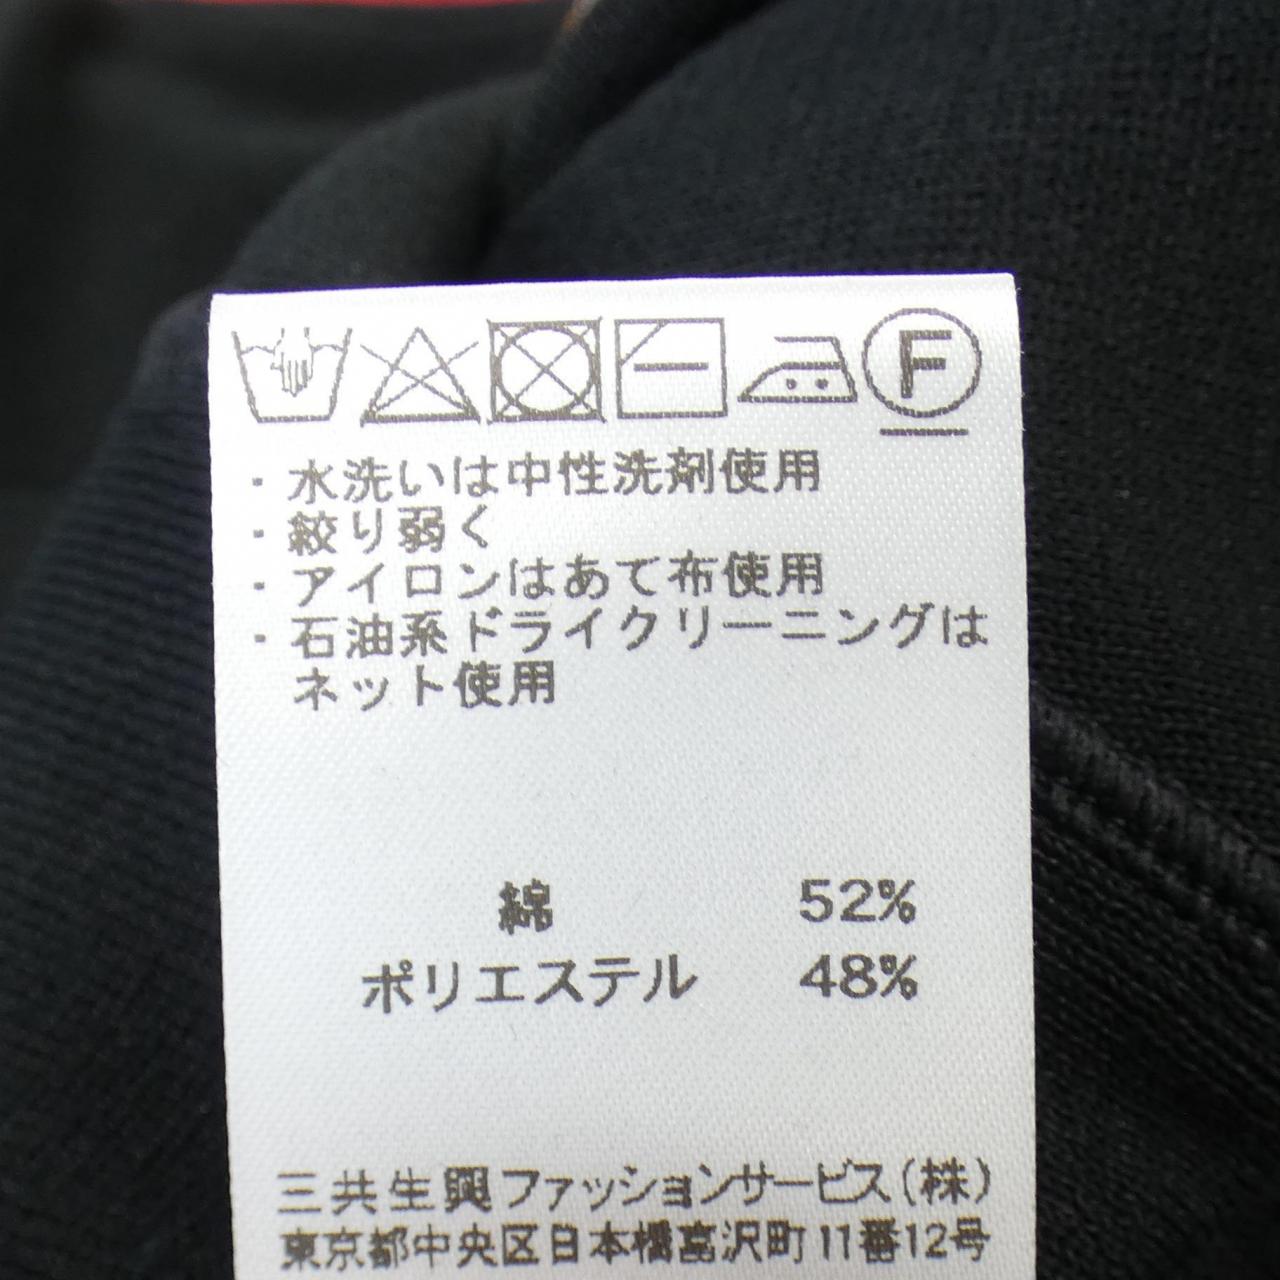 F
・水洗いは中性洗剤使用
・絞り弱く
・アイロンはあて布使用
・石油系ドライクリーニングは
ネット使用
綿 52%
ポリエステル 48%
三共生興ファッションサービス(株)
東京都中央区日本橋富沢町11番12号